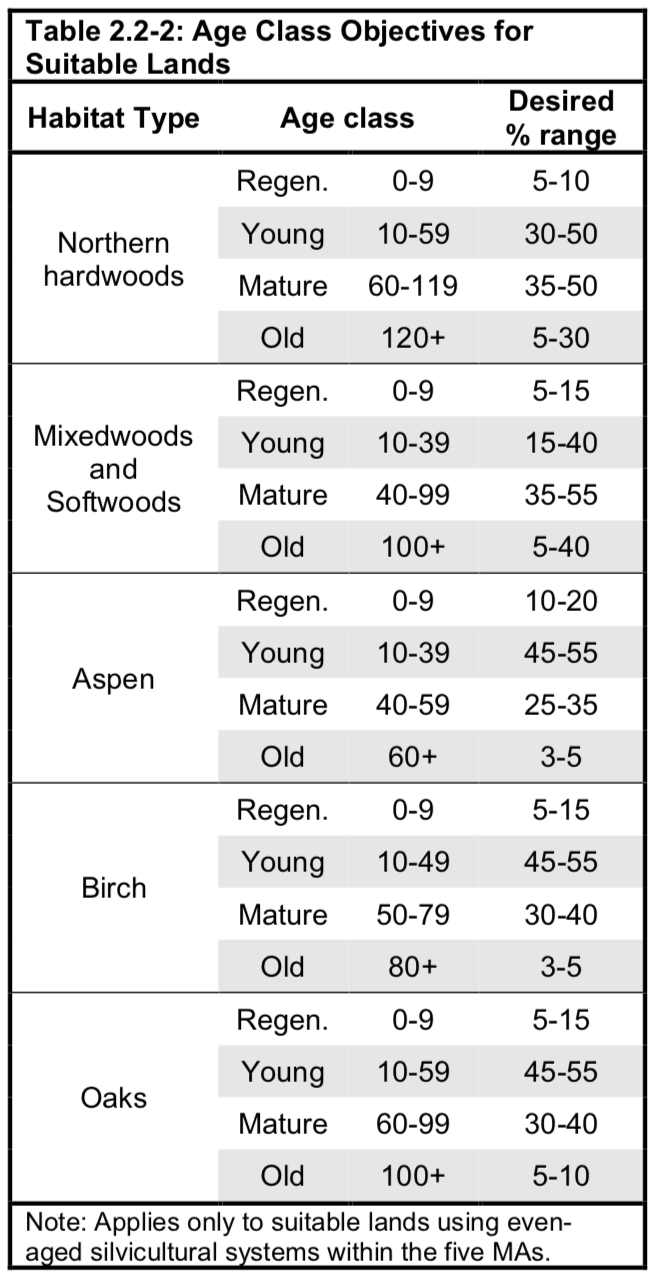 Table 2.2-2: Age Class Objectives for
Suitable Lands
Habitat Type Age class Desired
% range
Northern
hardwoods
Regen. 0-9 5-10
Young 10-59 30-50
Mature 60-119 35-50
Old 120+ 5-30
Mixedwoods
and
Softwoods
Regen. 0-9 5-15
Young 10-39 15-40
Mature 40-99 35-55
Old 100+ 5-40
Aspen
Regen. 0-9 10-20
Young 10-39 45-55
Mature 40-59 25-35
Old 60+ 3-5
Birch
Regen. 0-9 5-15
Young 10-49 45-55
Mature 50-79 30-40
Old 80+ 3-5
Oaks
Regen. 0-9 5-15
Young 10-59 45-55
Mature 60-99 30-40
Old 100+ 5-10
Note: Applies only to suitable lands using even-
aged silvicultural systems within the five MAs.